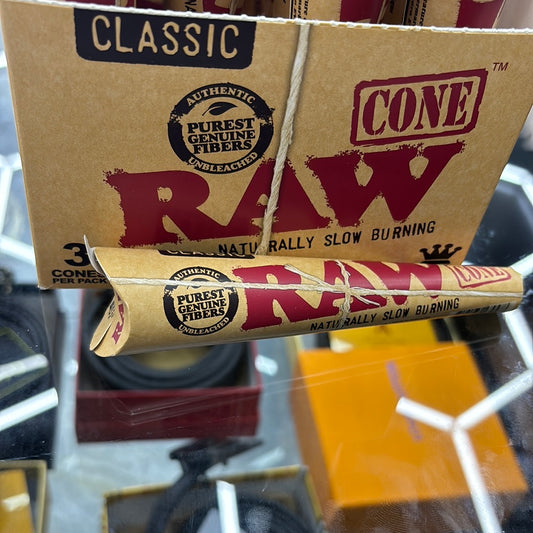 CLASSIC
AUTHENTIC
PUREST
GENUINE
FIBERS
UNBLEACHED
CONE
™
RAW
NATURALLY SLOW BURNING
3
CONES
PER PACK
CLASSIC
AUTHENTIC
PUREST
GENUINE
FIBERS
UNBLEACHED
RAW
CONE
NATURALLY SLOW BURNING